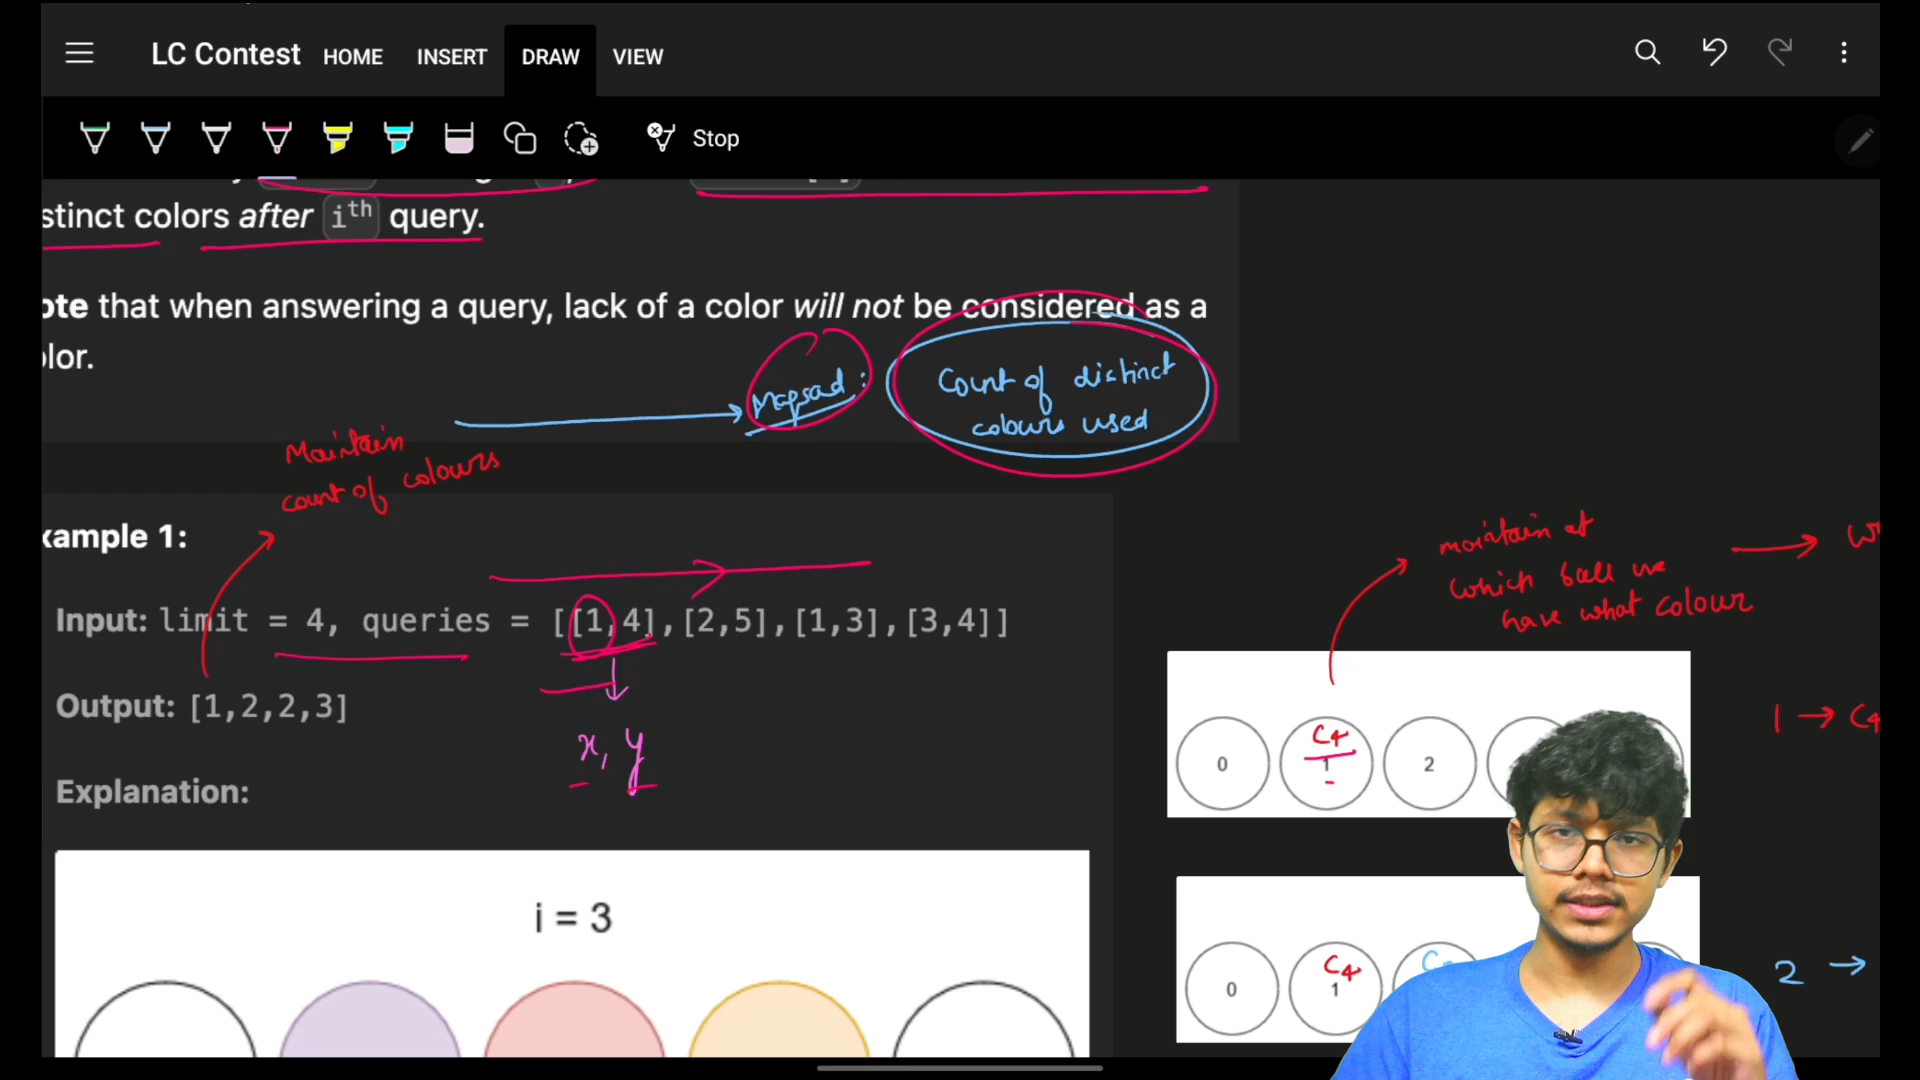 LC Contest HOME INSERT DRAW VIEW
Stop
stinct colors after iᵗʰ query.
ote that when answering a query, lack of a color will not be considered as a
lor.
Maqsad : Count of distinct
colours used
Maintain
count of colours
xample 1:
Input: limit = 4, queries = [[1,4],[2,5],[1,3],[3,4]]
Output: [1,2,2,3]
x, y
Explanation:
i = 3
maintain at
which ball we
have what colour
0 C4 1 2
1 → C4
0 C4 1
2 →